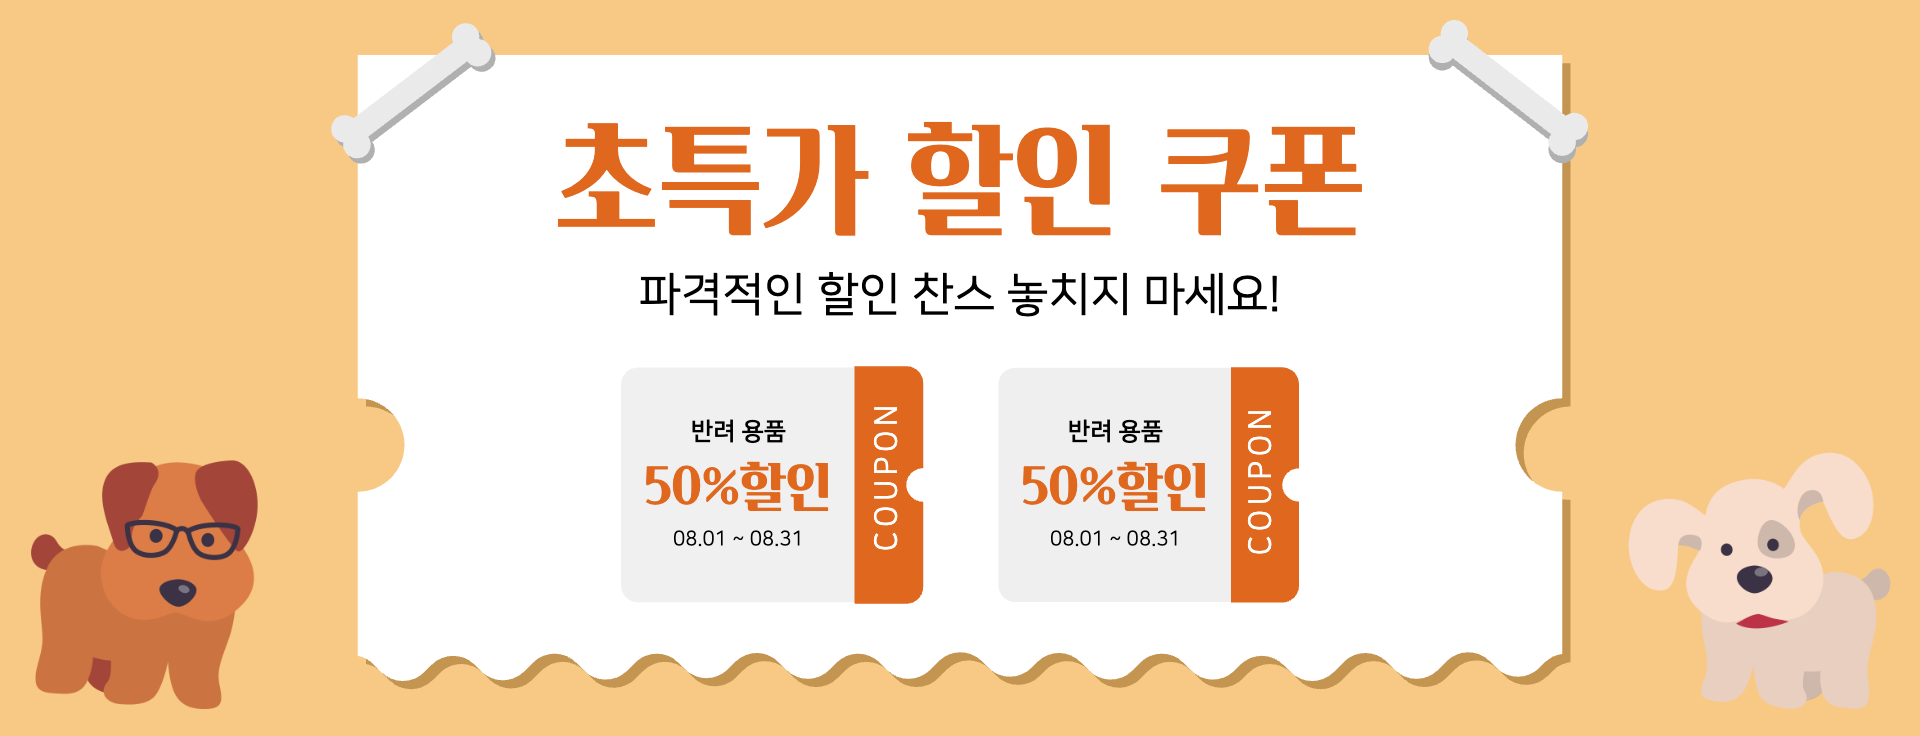 초특가 할인 쿠폰
파격적인 할인 찬스 놓치지 마세요!
반려 용품
50%할인
08.01 ~ 08.31
COUPON
반려 용품
50%할인
08.01 ~ 08.31
COUPON